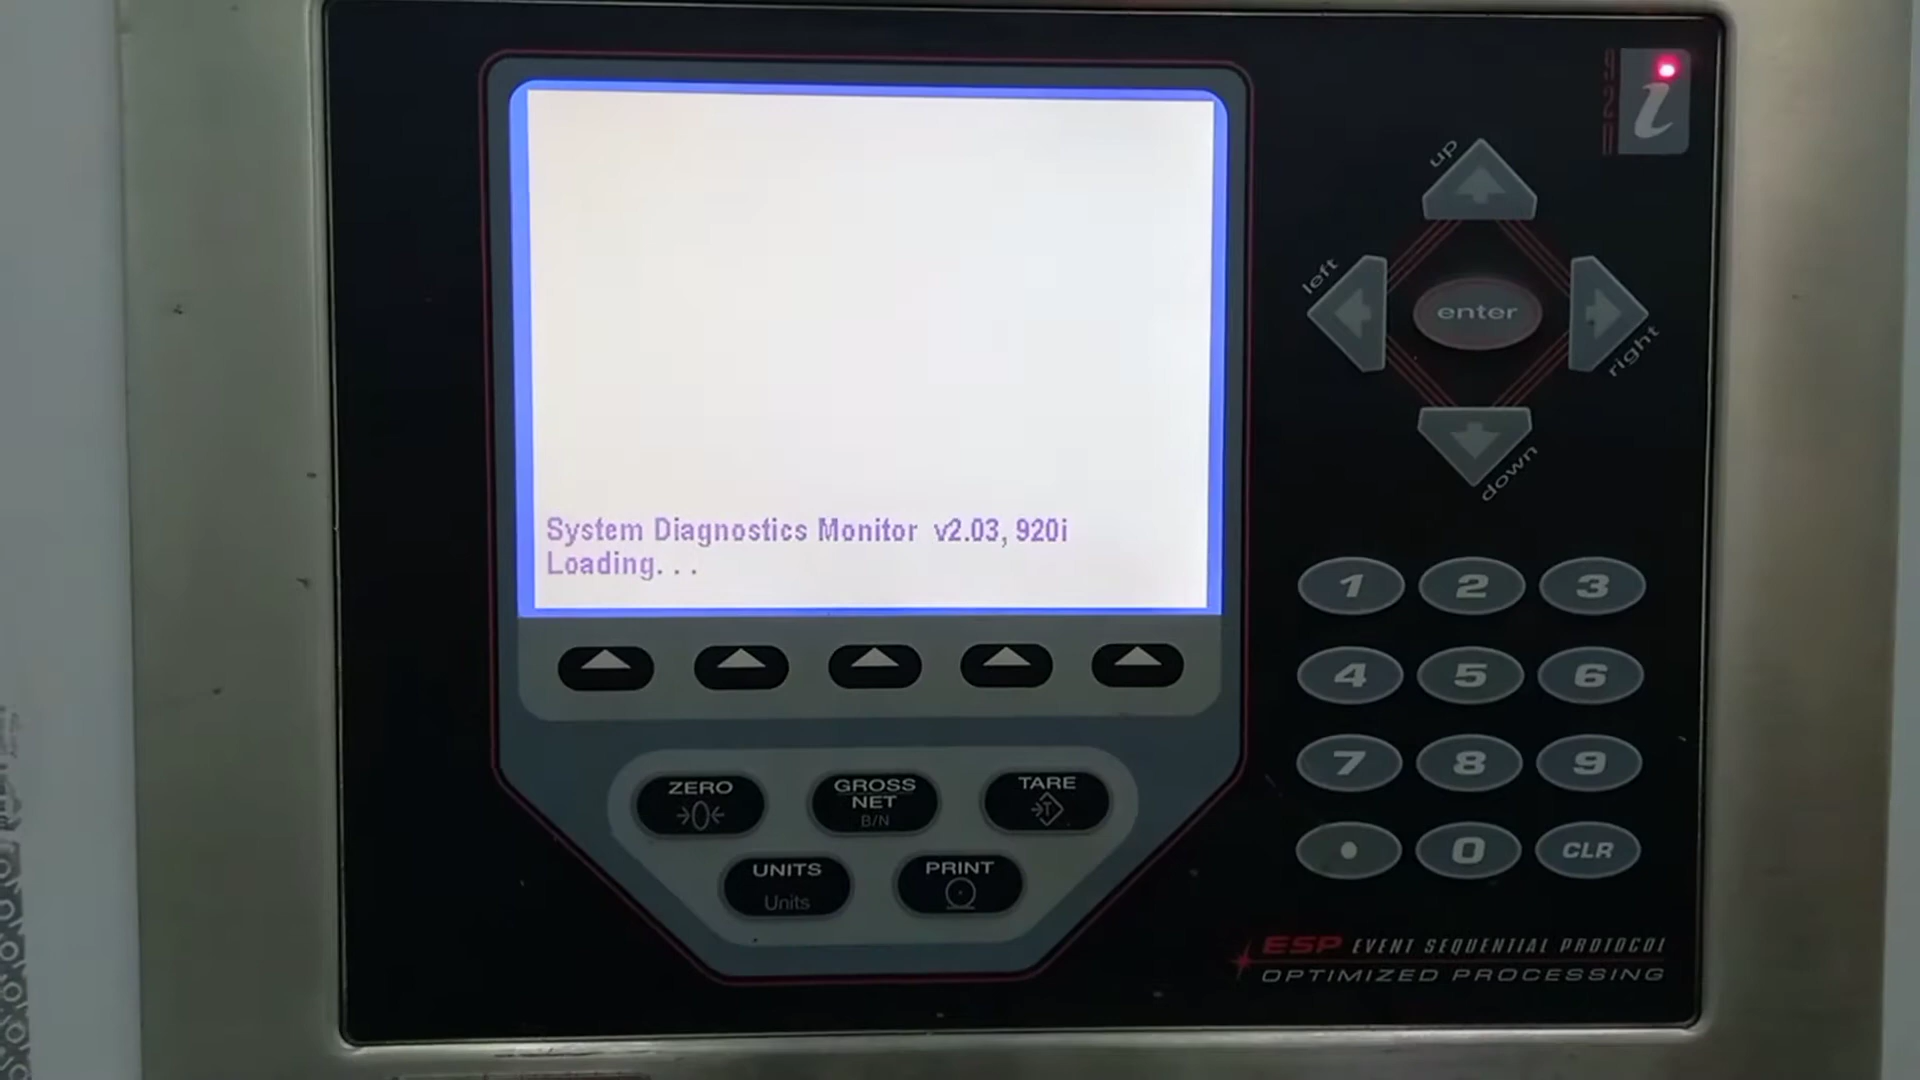 System Diagnostics Monitor v2.03, 920i
Loading. . .
920
i
up
left
enter
right
down
1 2 3
4 5 6
7 8 9
. 0 CLR
ZERO
GROSS
NET
B/N
TARE
T
UNITS
Units
PRINT
ESP EVENT SEQUENTIAL PROTOCOL
OPTIMIZED PROCESSING